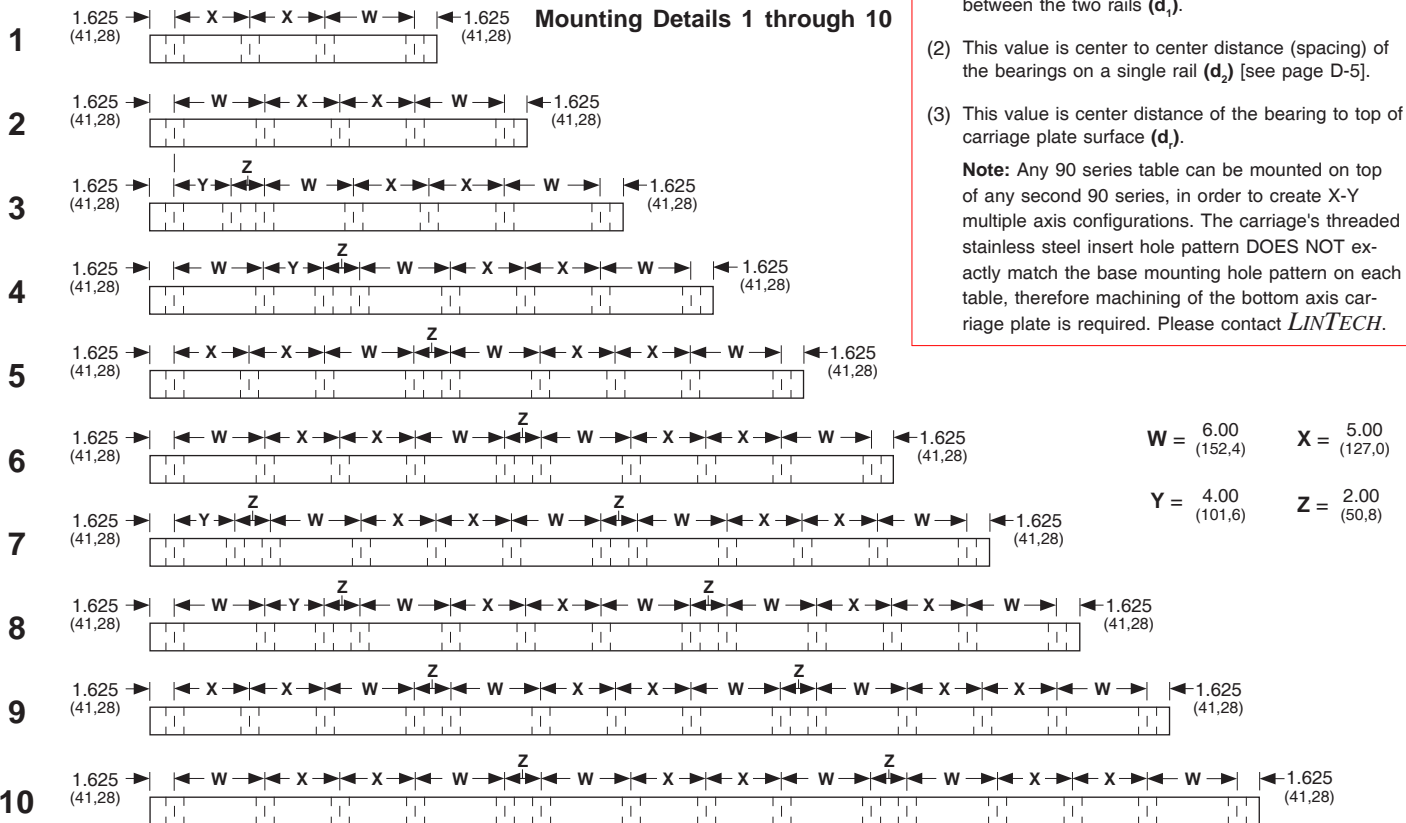 Mounting Details 1 through 10
1
1.625
(41,28)
X X W
1.625
(41,28)
2
1.625
(41,28)
W X X W
1.625
(41,28)
3
1.625
(41,28)
Y Z W X X W
1.625
(41,28)
4
1.625
(41,28)
W Y Z W X X W
1.625
(41,28)
5
1.625
(41,28)
X X W Z W X X W
1.625
(41,28)
6
1.625
(41,28)
W X X W Z W X X W
1.625
(41,28)
7
1.625
(41,28)
Y Z W X X W Z W X X W
1.625
(41,28)
8
1.625
(41,28)
W Y Z W X X W Z W X X W
1.625
(41,28)
9
1.625
(41,28)
X X W Z W X X W Z W X X W
1.625
(41,28)
10
1.625
(41,28)
W X X W Z W X X W Z W X X W
1.625
(41,28)
between the two rails (d1).
(2) This value is center to center distance (spacing) of
the bearings on a single rail (d2) [see page D-5].
(3) This value is center distance of the bearing to top of
carriage plate surface (dr).
Note: Any 90 series table can be mounted on top
of any second 90 series, in order to create X-Y
multiple axis configurations. The carriage's threaded
stainless steel insert hole pattern DOES NOT ex-
actly match the base mounting hole pattern on each
table, therefore machining of the bottom axis car-
riage plate is required. Please contact LINTECH.
W = 6.00 (152,4) X = 5.00 (127,0)
Y = 4.00 (101,6) Z = 2.00 (50,8)